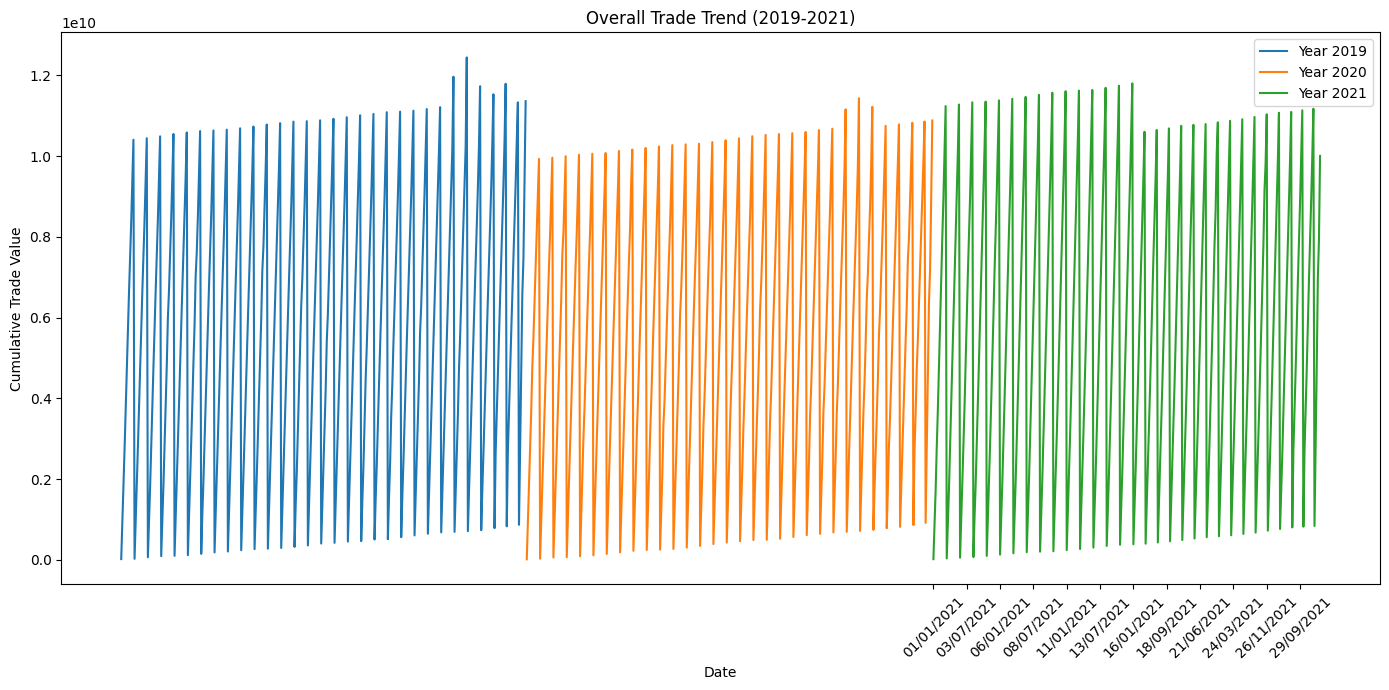 Overall Trade Trend (2019-2021)
1e10
Year 2019
Year 2020
Year 2021
1.2
1.0
0.8
0.6
0.4
0.2
0.0
Cumulative Trade Value
01/01/2021
03/07/2021
06/01/2021
08/07/2021
11/01/2021
13/07/2021
16/01/2021
18/09/2021
21/06/2021
24/03/2021
26/11/2021
29/09/2021
Date